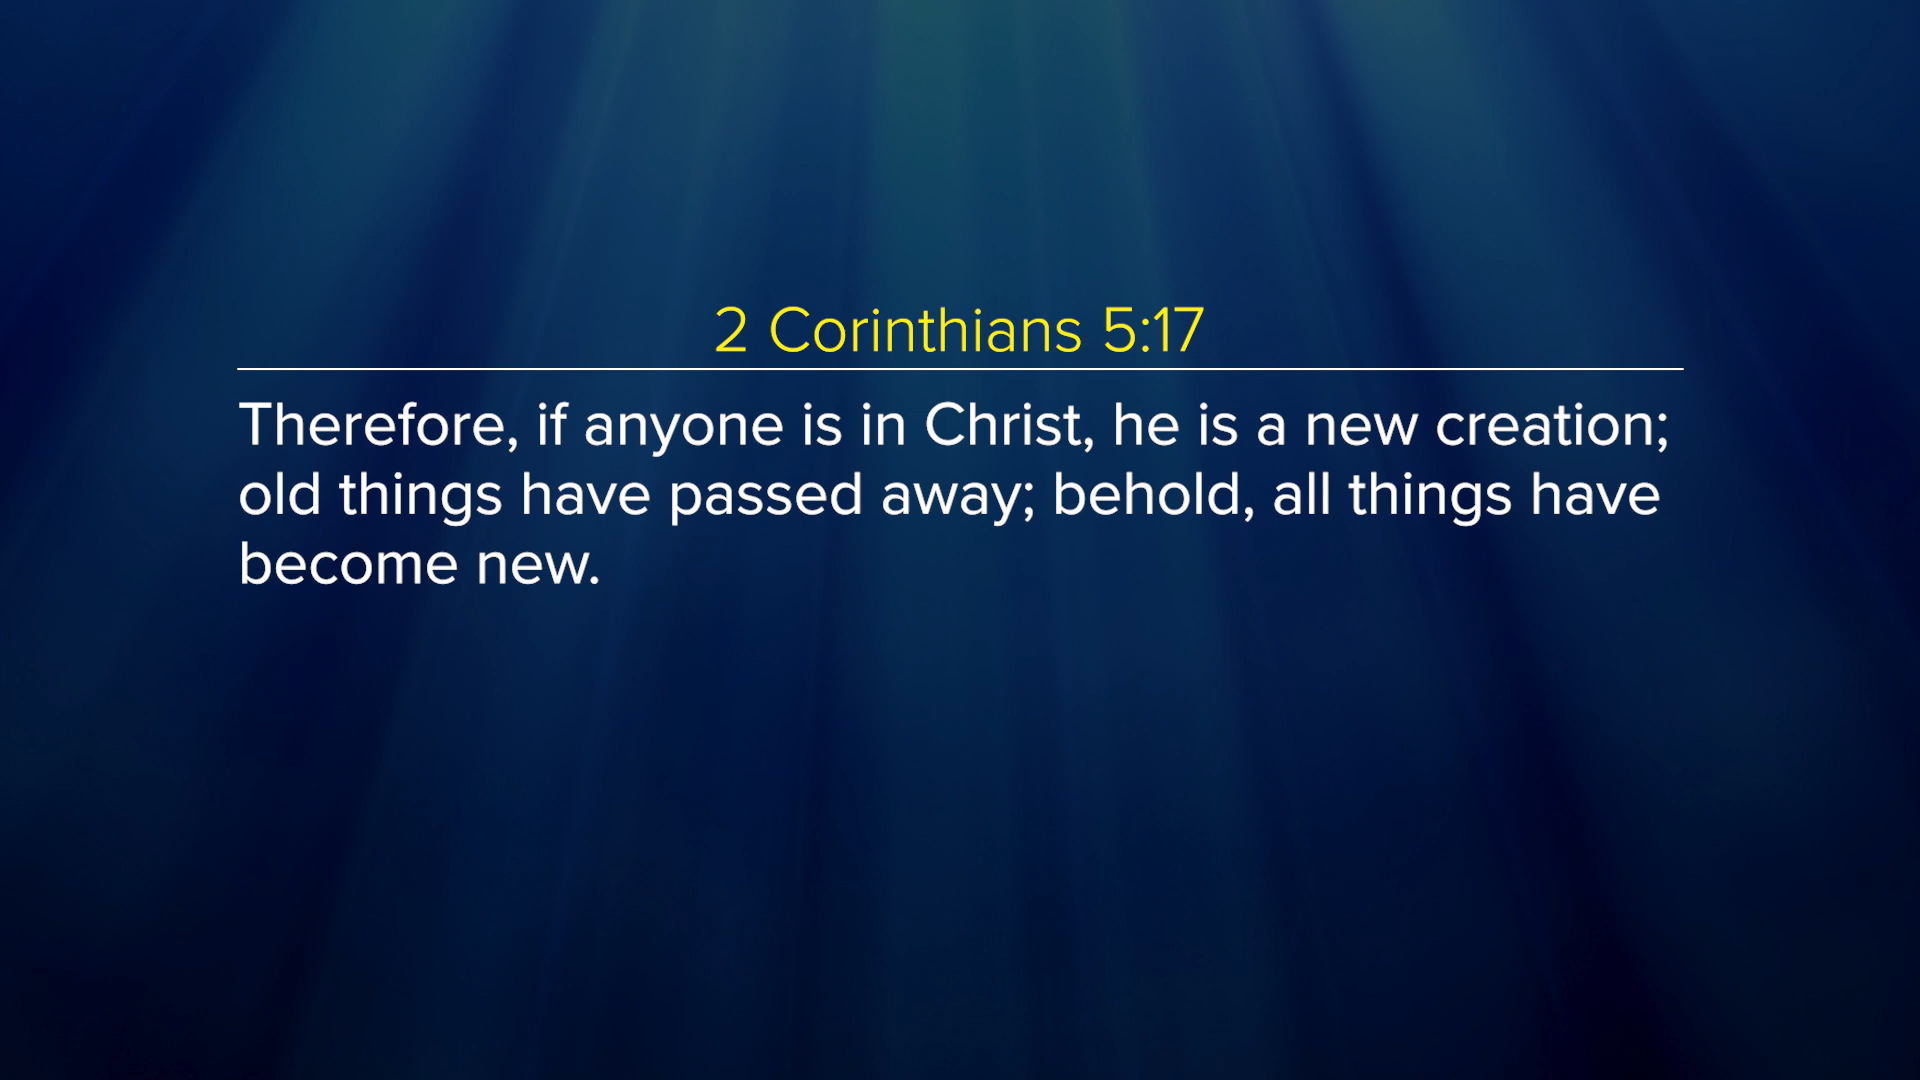 2 Corinthians 5:17
Therefore, if anyone is in Christ, he is a new creation;
old things have passed away; behold, all things have
become new.